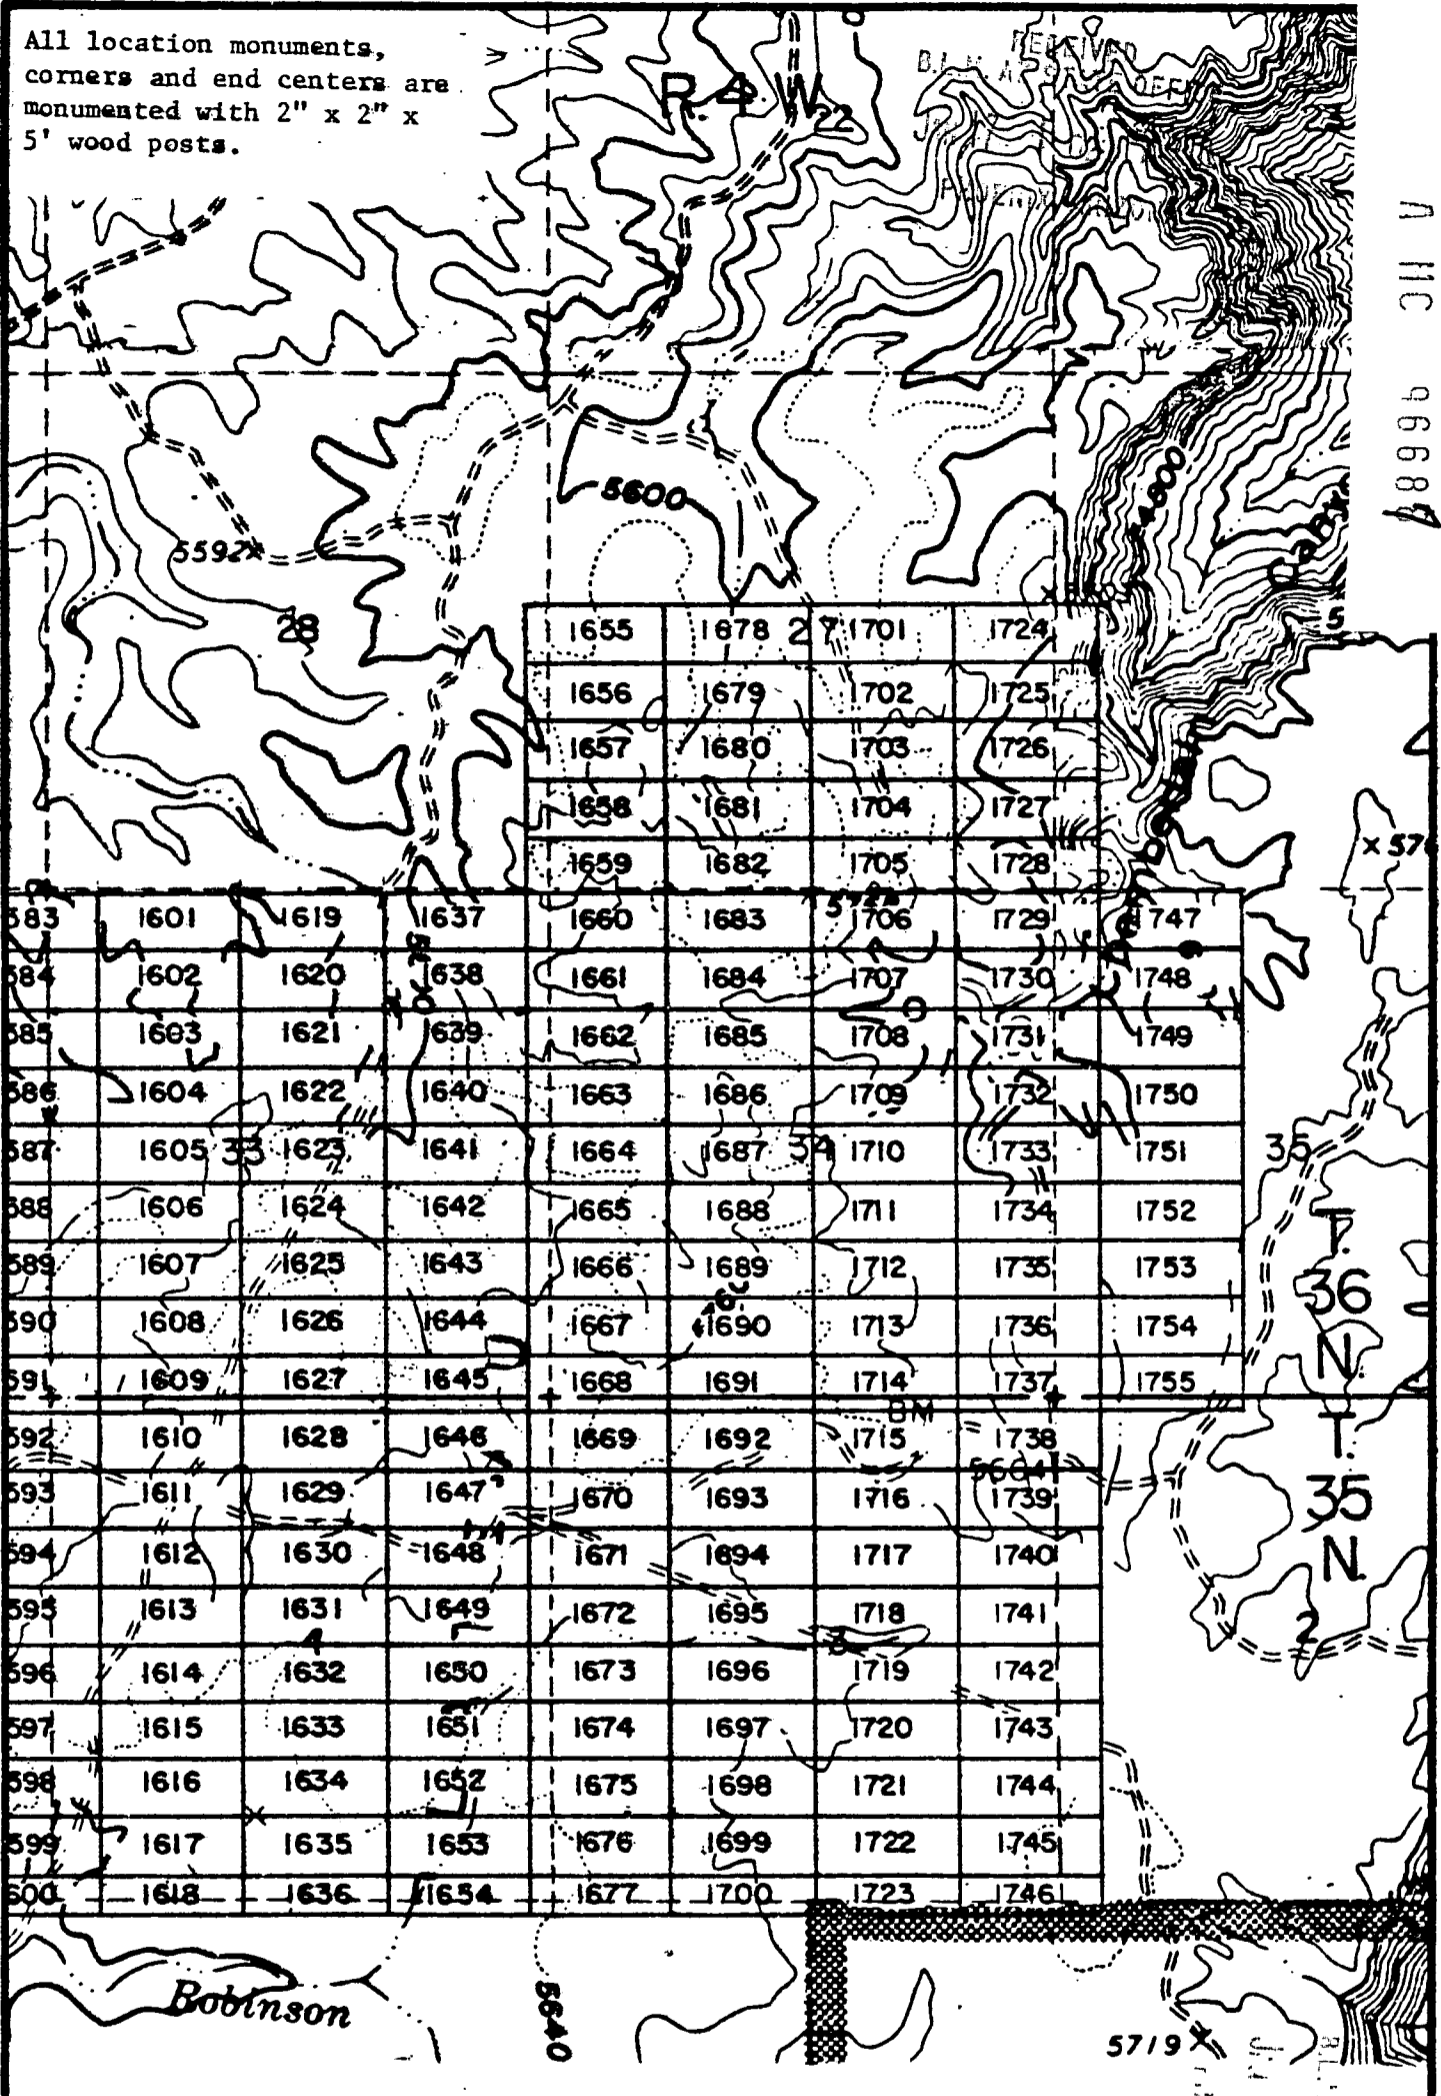 All location monuments,
corners and end centers are
monumented with 2" x 2" x
5' wood posts.
RECEIVED
R. 4 W.
22
A MC 96687
5600
4800
5592x
28
1655 1678 27 1701 1724
1656 1679 1702 1725
1657 1680 1703 1726
1658 1681 1704 1727
1659 1682 1705 1728
583 1601 1619 1637 1660 1683 1706 1729 1747
584 1602 1620 1638 1661 1684 1707 1730 1748
585 1603 1621 1639 1662 1685 1708 1731 1749
586 1604 1622 1640 1663 1686 1709 1732 1750
587 1605 33 1623 1641 1664 1687 34 1710 1733 1751 35
588 1606 1624 1642 1665 1688 1711 1734 1752
589 1607 1625 1643 1666 1689 1712 1735 1753
590 1608 1626 1644 1667 1690 1713 1736 1754
591 1609 1627 1645 1668 1691 1714 1737 1755
T.
36
N.
BM
592 1610 1628 1646 1669 1692 1715 1738
5604
593 1611 1629 1647 1670 1693 1716 1739
594 1612 1630 1648 1671 1694 1717 1740
595 1613 1631 1649 1672 1695 1718 1741
T.
35
N.
4 3 2
596 1614 1632 1650 1673 1696 1719 1742
597 1615 1633 1651 1674 1697 1720 1743
598 1616 1634 1652 1675 1698 1721 1744
599 1617 1635 1653 1676 1699 1722 1745
600 1618 1636 1654 1677 1700 1723 1746
Robinson
5640
5719 x